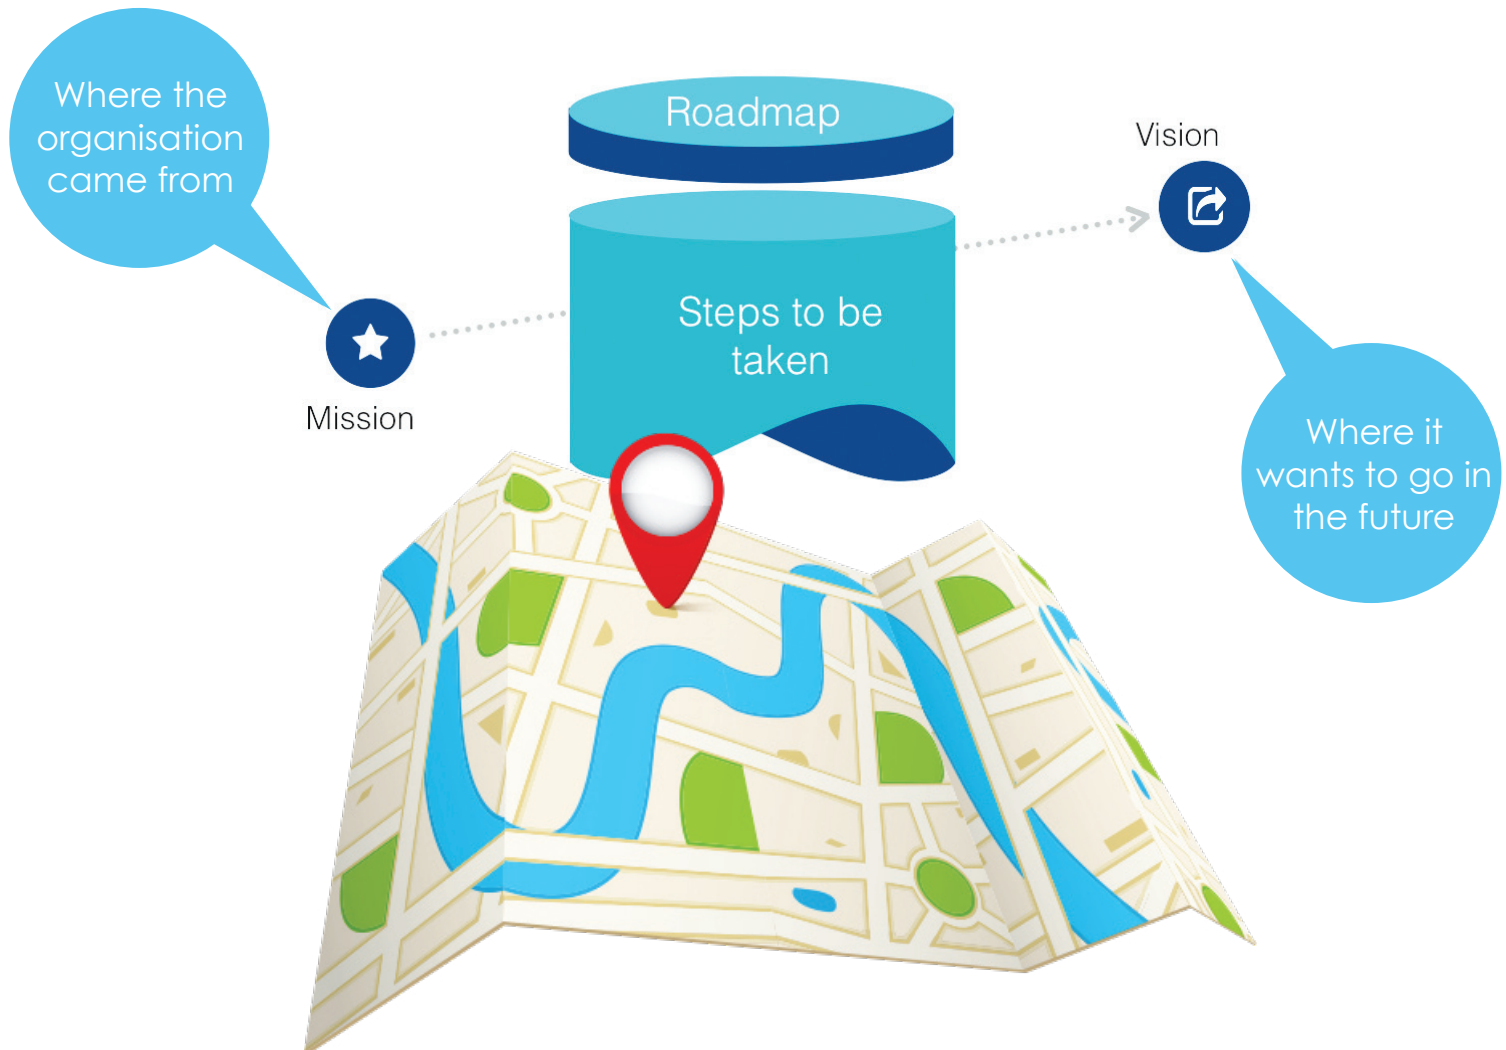 Where the
organisation
came from
Roadmap
Vision
Steps to be
taken
Mission
Where it
wants to go in
the future